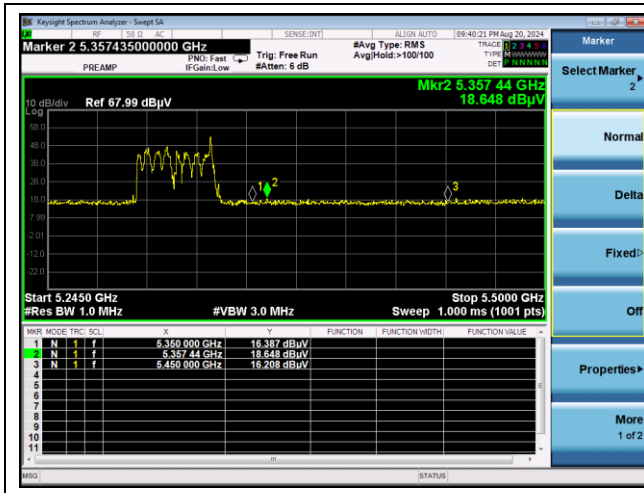 Keysight Spectrum Analyzer - Swept SA
RF 50 Ω AC SENSE:INT ALIGN AUTO 09:40:21 PM Aug 20, 2024
Marker 2 5.357435000000 GHz
#Avg Type: RMS
TRACE 1 2 3 4 5 6
PREAMP
PNO: Fast
IFGain:Low
Trig: Free Run
#Atten: 6 dB
Avg|Hold:>100/100
TYPE M WWWWW
DET P NNNNN
Mkr2 5.357 44 GHz
18.648 dBµV
10 dB/div Ref 67.99 dBµV
Log
58.0
48.0
38.0
28.0
18.0
7.99
-2.01
-12.0
-22.0
1
2
3
Start 5.2450 GHz Stop 5.5000 GHz
#Res BW 1.0 MHz #VBW 3.0 MHz Sweep 1.000 ms (1001 pts)
MKR MODE TRC SCL X Y FUNCTION FUNCTION WIDTH FUNCTION VALUE
1 N 1 f 5.350 000 GHz 16.387 dBµV
2 N 1 f 5.357 44 GHz 18.648 dBµV
3 N 1 f 5.450 000 GHz 16.208 dBµV
4
5
6
7
8
9
10
11
MSG STATUS
Marker
Select Marker
2
Normal
Delta
Fixed
Off
Properties
More
1 of 2